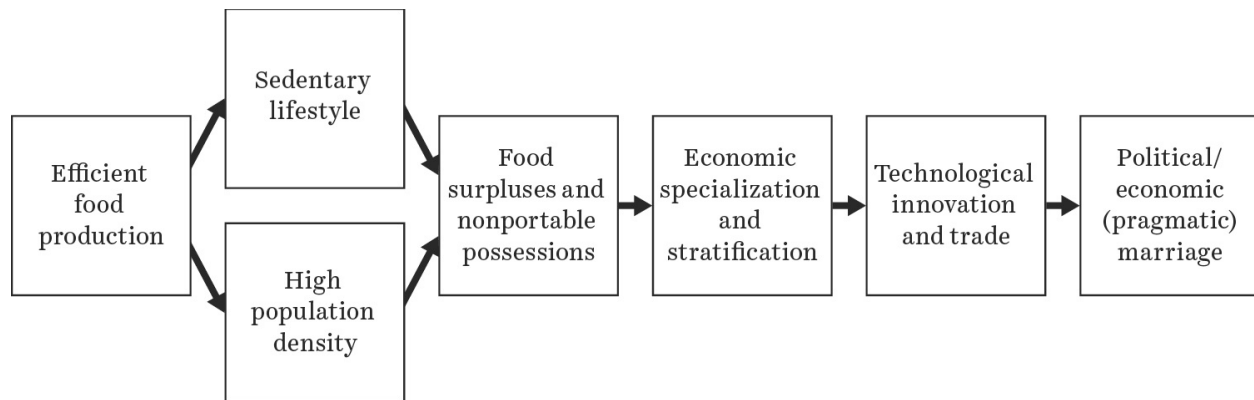 Efficient
food
production
Sedentary
lifestyle
High
population
density
Food
surpluses and
nonportable
possessions
Economic
specialization
and
stratification
Technological
innovation
and trade
Political/
economic
(pragmatic)
marriage